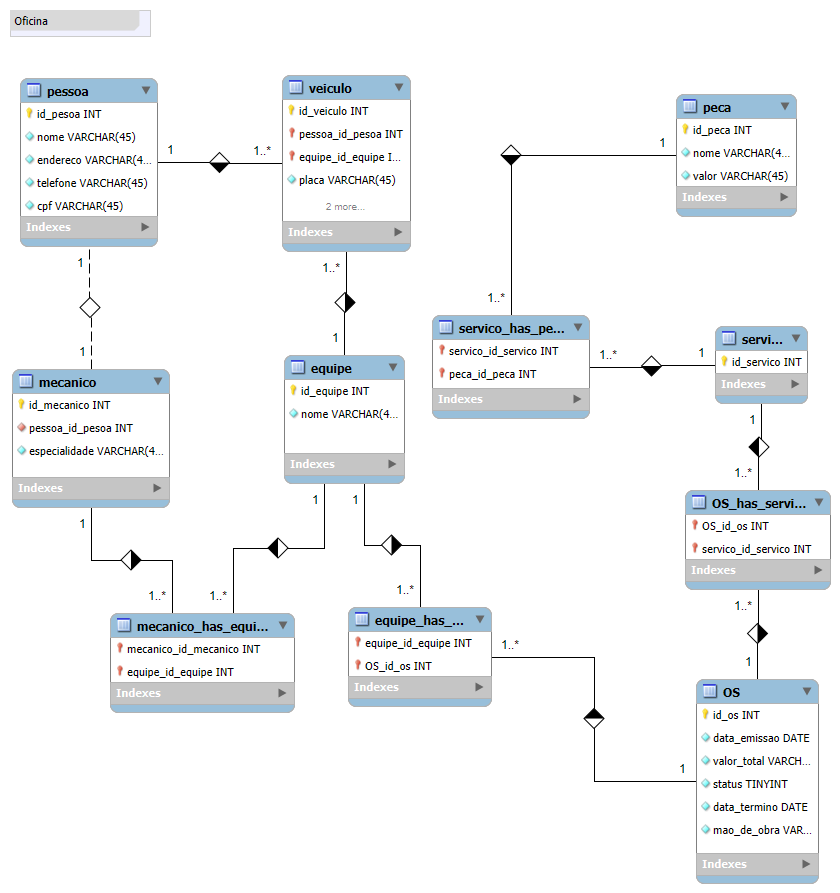 Oficina
pessoa
id_pesoa INT
nome VARCHAR(45)
endereco VARCHAR(4...
telefone VARCHAR(45)
cpf VARCHAR(45)
Indexes
veiculo
id_veiculo INT
pessoa_id_pesoa INT
equipe_id_equipe I...
placa VARCHAR(45)
2 more...
Indexes
peca
id_peca INT
nome VARCHAR(4...
valor VARCHAR(45)
Indexes
1
1..*
1
1
1
1..*
1
1..*
servico_has_pe...
servico_id_servico INT
peca_id_peca INT
Indexes
1..*
1
servi...
id_servico INT
Indexes
mecanico
id_mecanico INT
pessoa_id_pesoa INT
especialidade VARCHAR(4...
Indexes
equipe
id_equipe INT
nome VARCHAR(4...
Indexes
1
1..*
OS_has_servi...
OS_id_os INT
servico_id_servico INT
Indexes
1
1..*
1
1..*
1
1..*
mecanico_has_equi...
mecanico_id_mecanico INT
equipe_id_equipe INT
Indexes
equipe_has_...
equipe_id_equipe INT
OS_id_os INT
Indexes
1..*
1
1..*
1
OS
id_os INT
data_emissao DATE
valor_total VARCH...
status TINYINT
data_termino DATE
mao_de_obra VAR...
Indexes